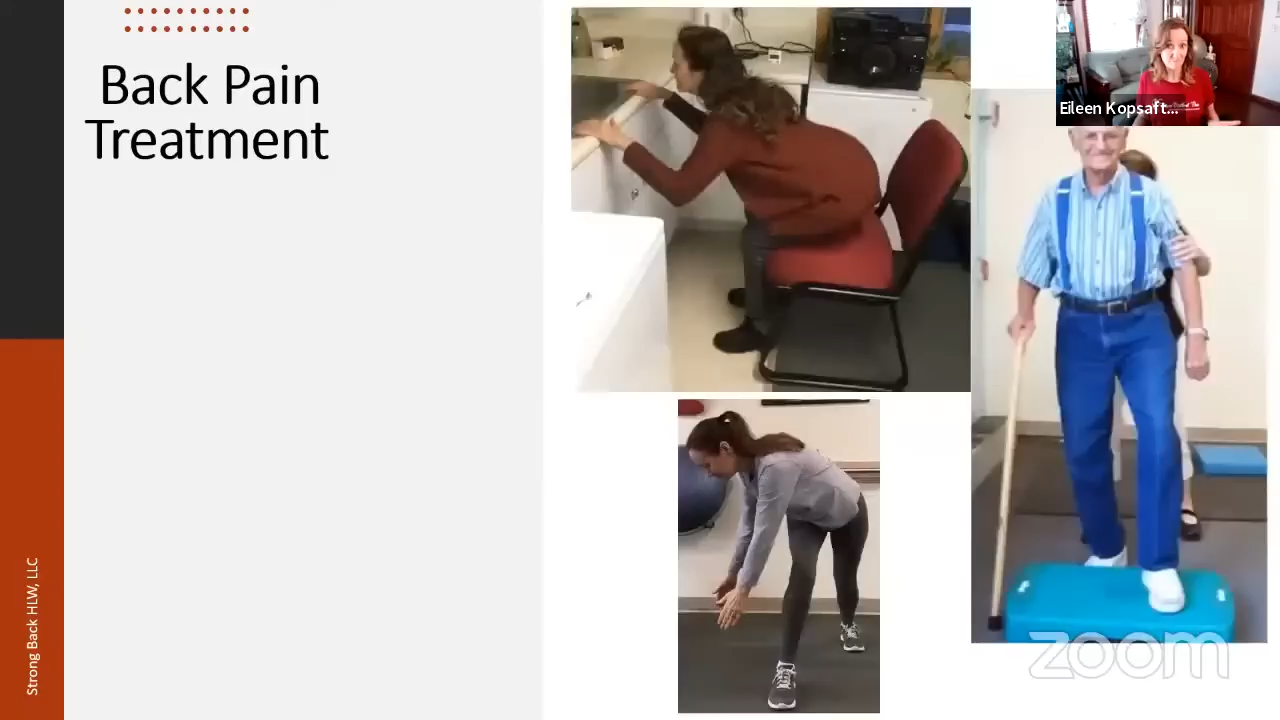 Back Pain
Treatment
Eileen Kopsaft...
Strong Back HLW, LLC
zoom